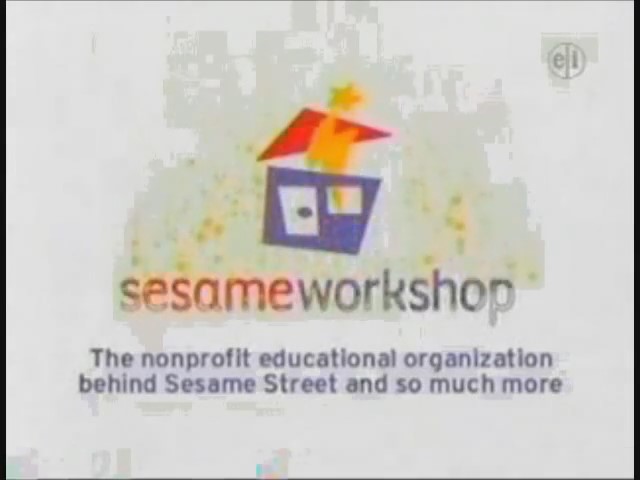 e|i
sesameworkshop
The nonprofit educational organization
behind Sesame Street and so much more